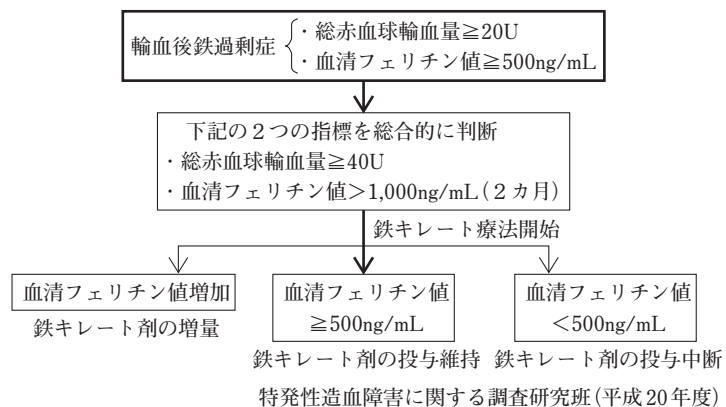 輸血後鉄過剰症
・総赤血球輸血量≧20U
・血清フェリチン値≧500ng/mL
下記の2つの指標を総合的に判断
・総赤血球輸血量≧40U
・血清フェリチン値>1,000ng/mL(2カ月)
鉄キレート療法開始
血清フェリチン値増加
鉄キレート剤の増量
血清フェリチン値
≧500ng/mL
鉄キレート剤の投与維持
血清フェリチン値
<500ng/mL
鉄キレート剤の投与中断
特発性造血障害に関する調査研究班(平成20年度)